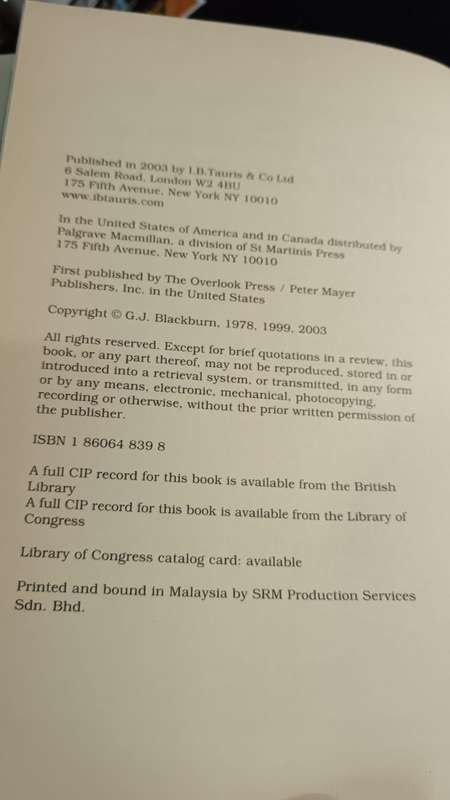 Published in 2003 by I.B.Tauris & Co Ltd
6 Salem Road, London W2 4BU
175 Fifth Avenue, New York NY 10010
www.ibtauris.com
In the United States of America and in Canada distributed by
Palgrave Macmillan, a division of St Martinis Press
175 Fifth Avenue, New York NY 10010
First published by The Overlook Press / Peter Mayer
Publishers, Inc. in the United States
Copyright © G.J. Blackburn, 1978, 1999, 2003
All rights reserved. Except for brief quotations in a review, this
book, or any part thereof, may not be reproduced, stored in or
introduced into a retrieval system, or transmitted, in any form
or by any means, electronic, mechanical, photocopying,
recording or otherwise, without the prior written permission of
the publisher.
ISBN 1 86064 839 8
A full CIP record for this book is available from the British
Library
A full CIP record for this book is available from the Library of
Congress
Library of Congress catalog card: available
Printed and bound in Malaysia by SRM Production Services
Sdn. Bhd.